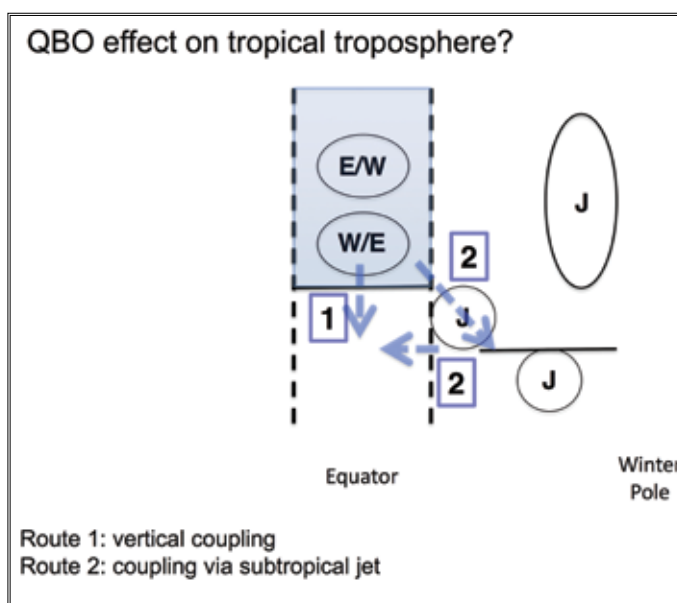 QBO effect on tropical troposphere?
E/W
J
W/E
2
1
J
2
J
Equator
Winter
Pole
Route 1: vertical coupling
Route 2: coupling via subtropical jet